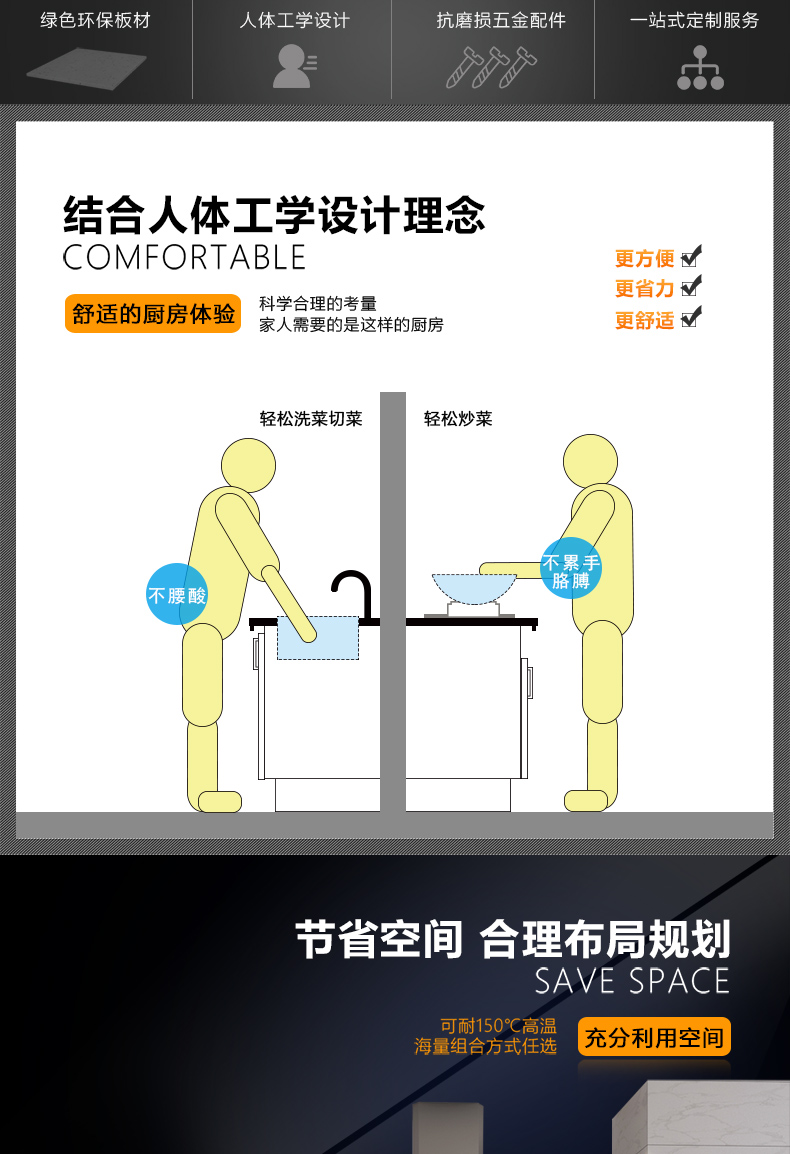 绿色环保板材
人体工学设计
抗磨损五金配件
一站式定制服务
结合人体工学设计理念
COMFORTABLE
舒适的厨房体验
科学合理的考量
家人需要的是这样的厨房
更方便
更省力
更舒适
轻松洗菜切菜
轻松炒菜
不腰酸
不累手
胳膊
节省空间 合理布局规划
SAVE SPACE
可耐150℃高温
海量组合方式任选
充分利用空间